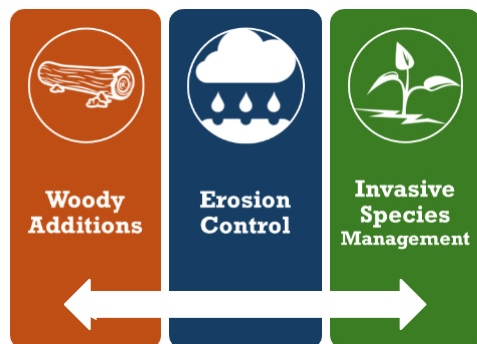 Woody
Additions
Erosion
Control
Invasive
Species
Management